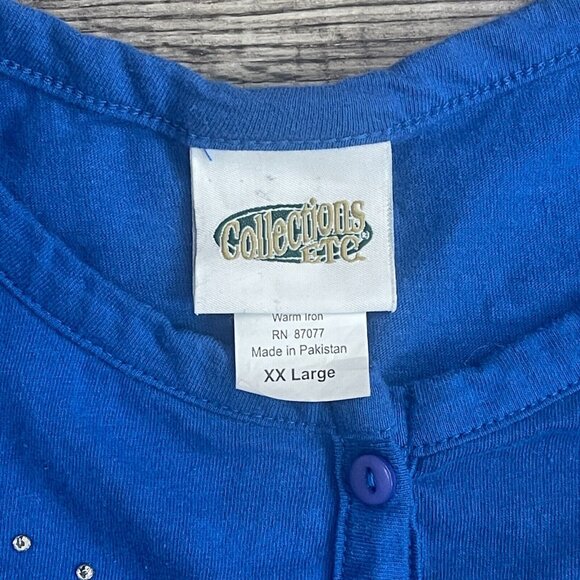 Collections
ETC®
Warm Iron
RN 87077
Made in Pakistan
XX Large